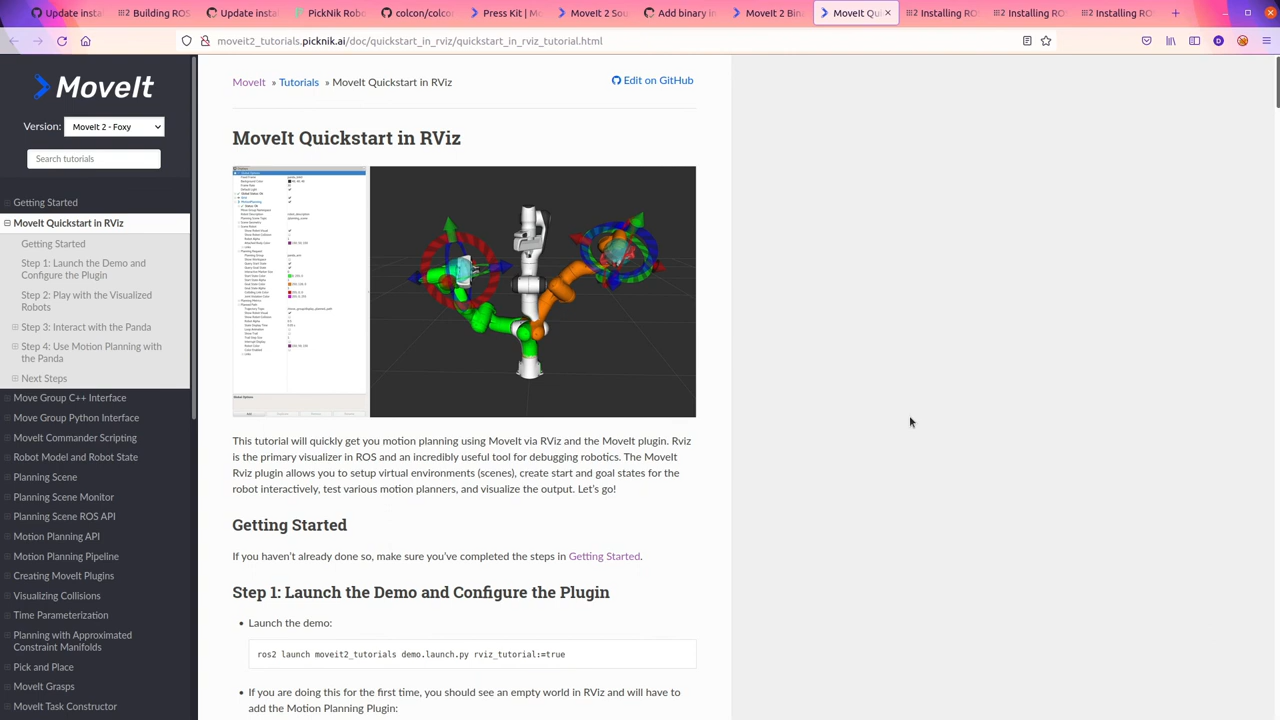 Update insta
12 Building ROS
Update install
PickNik Robo
colcon/colco
Press Kit | Mo
MoveIt 2 Sou
Add binary in
MoveIt 2 Bin
MoveIt Qui
12 Installing RO
12 Installing RO
12 Installing RO
moveit2_tutorials.picknik.ai/doc/quickstart_in_rviz/quickstart_in_rviz_tutorial.html
MoveIt
Version: MoveIt 2 - Foxy
Search tutorials
Getting Started
MoveIt Quickstart in RViz
Getting Started
Step 1: Launch the Demo and
Configure the Plugin
Step 2: Play with the Visualized
Robots
Step 3: Interact with the Panda
Step 4: Use Motion Planning with
the Panda
Next Steps
Move Group C++ Interface
Move Group Python Interface
MoveIt Commander Scripting
Robot Model and Robot State
Planning Scene
Planning Scene Monitor
Planning Scene ROS API
Motion Planning API
Motion Planning Pipeline
Creating MoveIt Plugins
Visualizing Collisions
Time Parameterization
Planning with Approximated
Constraint Manifolds
Pick and Place
MoveIt Grasps
MoveIt Task Constructor
MoveIt » Tutorials » MoveIt Quickstart in RViz
Edit on GitHub
MoveIt Quickstart in RViz
This tutorial will quickly get you motion planning using MoveIt via RViz and the MoveIt plugin. Rviz
is the primary visualizer in ROS and an incredibly useful tool for debugging robotics. The MoveIt
Rviz plugin allows you to setup virtual environments (scenes), create start and goal states for the
robot interactively, test various motion planners, and visualize the output. Let's go!
Getting Started
If you haven't already done so, make sure you've completed the steps in Getting Started.
Step 1: Launch the Demo and Configure the Plugin
• Launch the demo:
ros2 launch moveit2_tutorials demo.launch.py rviz_tutorial:=true
• If you are doing this for the first time, you should see an empty world in RViz and will have to
add the Motion Planning Plugin: